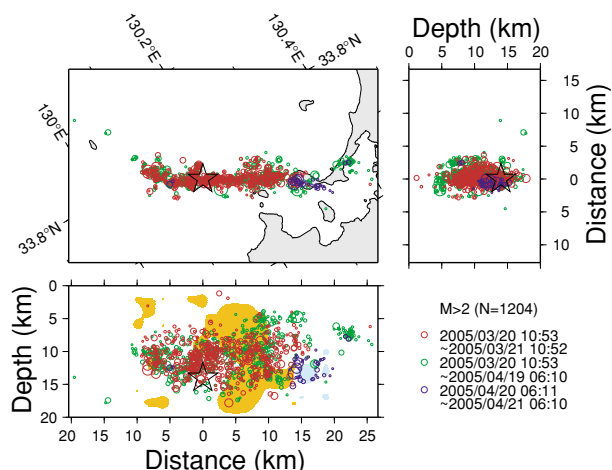 130.2°E
130.4°E
33.8°N
130°E
33.8°N
Depth (km)
1 10 20
15
10
5
0
5
10
Distance (km)
0
5
10
15
20
Depth (km)
20 15 10 5 0 5 10 15 20 25
Distance (km)
M>2 (N=1204)
2005/03/20 10:53
~2005/03/21 10:52
2005/03/20 10:53
~2005/04/19 06:10
2005/04/20 06:11
~2005/04/21 06:10